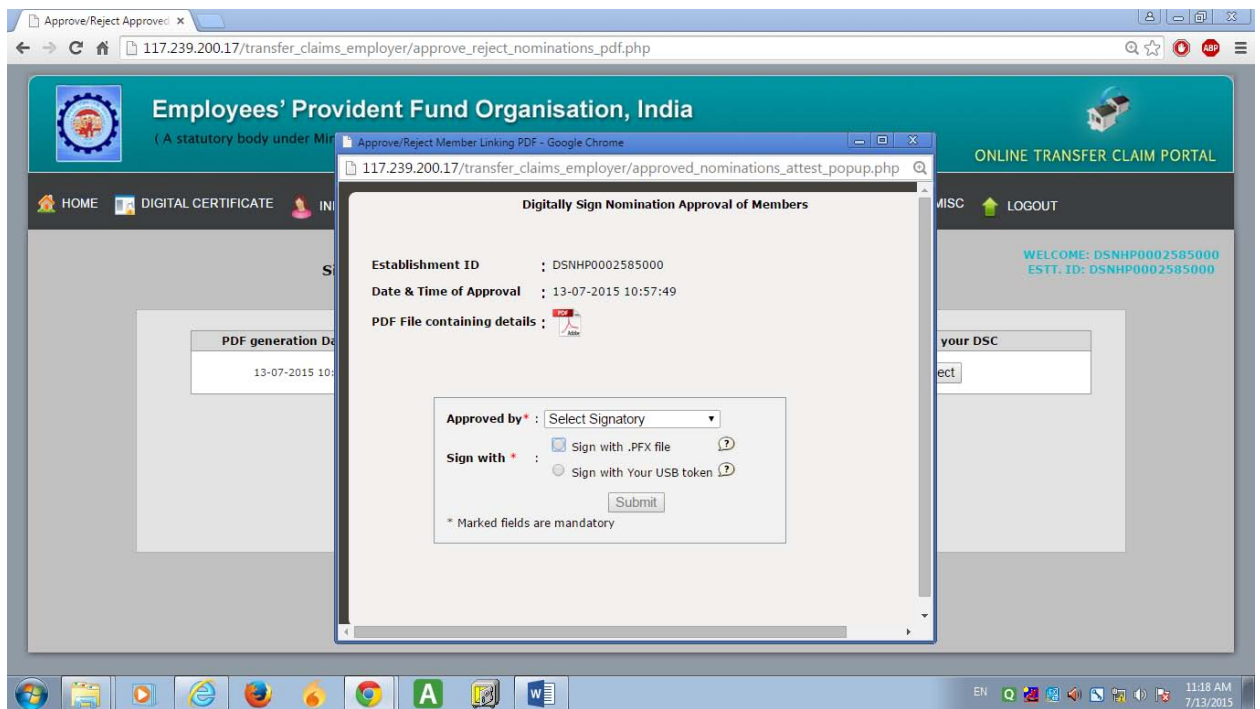 Approve/Reject Approved
117.239.200.17/transfer_claims_employer/approve_reject_nominations_pdf.php
ABP
Employees' Provident Fund Organisation, India
( A statutory body under
ONLINE TRANSFER CLAIM PORTAL
HOME DIGITAL CERTIFICATE MISC LOGOUT
WELCOME: DSNHP0002585000
ESTT. ID: DSNHP0002585000
PDF generation your DSC
13-07-2015
Approve/Reject Member Linking PDF - Google Chrome
117.239.200.17/transfer_claims_employer/approved_nominations_attest_popup.php
Digitally Sign Nomination Approval of Members
Establishment ID : DSNHP0002585000
Date & Time of Approval : 13-07-2015 10:57:49
PDF File containing details :
PDF
Adobe
Approved by* : Select Signatory
Sign with * :
Sign with .PFX file ?
Sign with Your USB token ?
Submit
* Marked fields are mandatory
A
W
EN
11:18 AM
7/13/2015